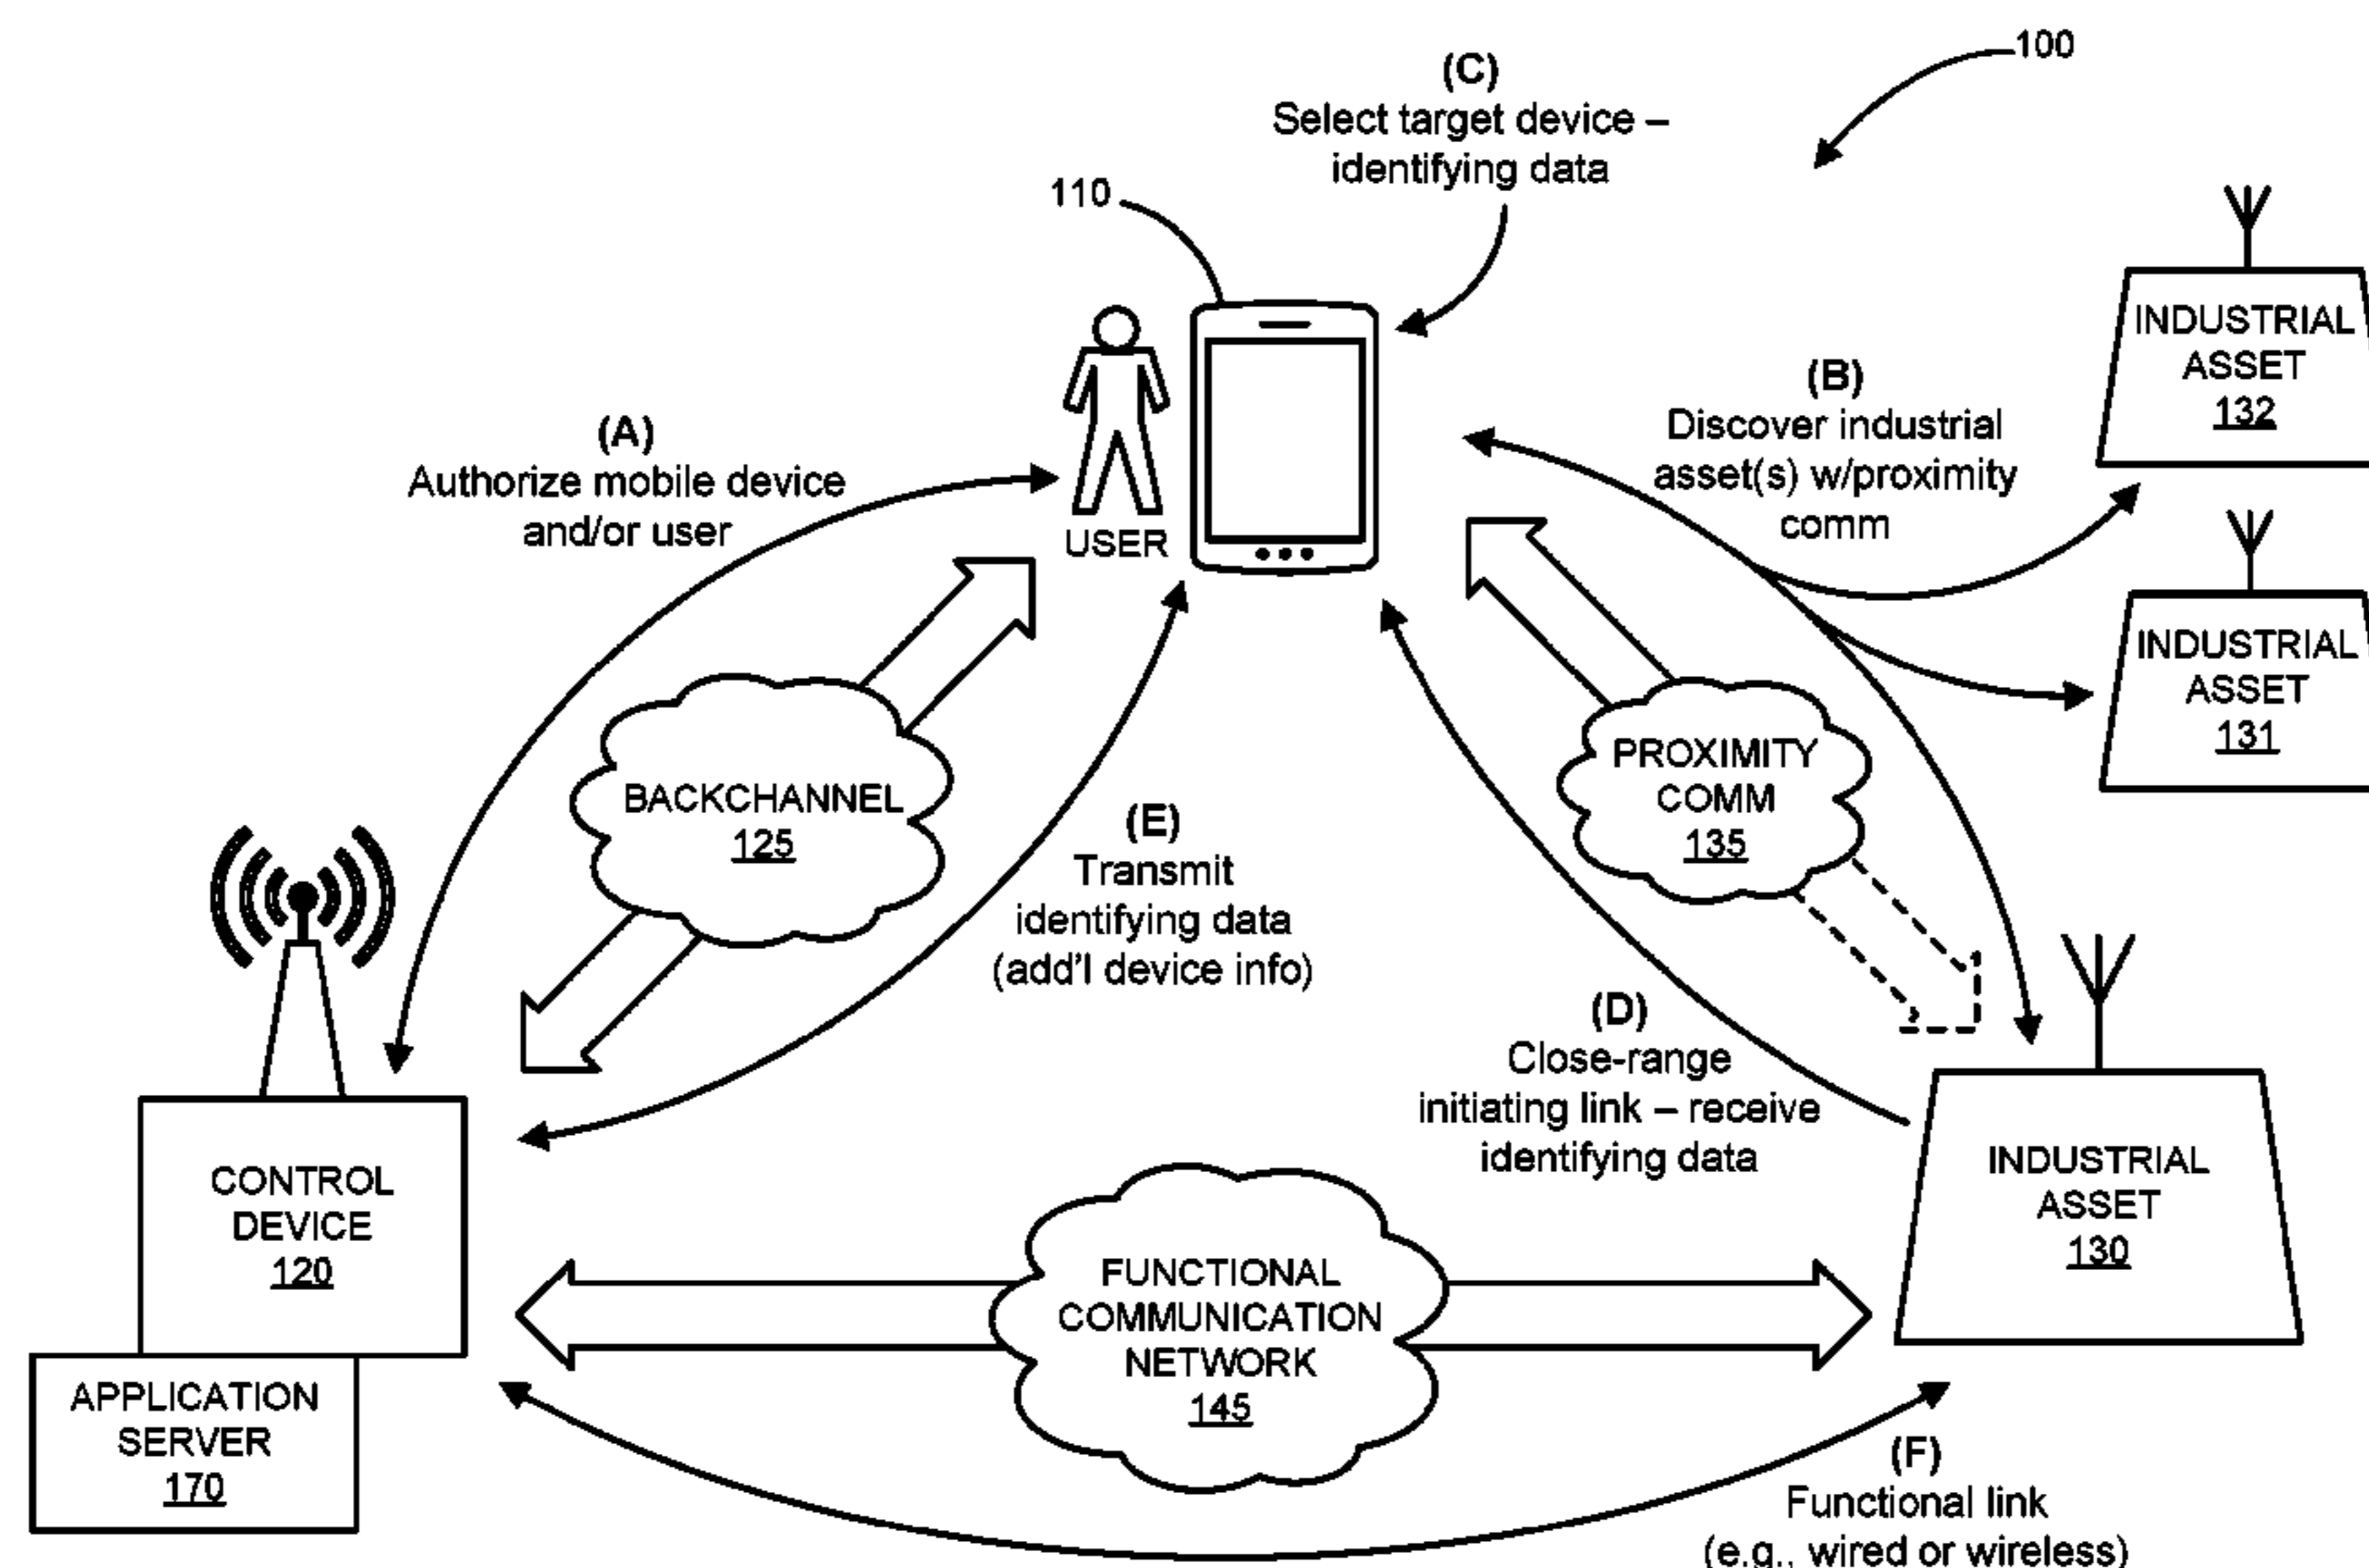 100
(C)
Select target device –
identifying data
110
(B)
Discover industrial
asset(s) w/proximity
comm
INDUSTRIAL
ASSET
132
(A)
Authorize mobile device
and/or user
USER
INDUSTRIAL
ASSET
131
BACKCHANNEL
125
PROXIMITY
COMM
135
(E)
Transmit
identifying data
(add'l device info)
(D)
Close-range
initiating link – receive
identifying data
CONTROL
DEVICE
120
INDUSTRIAL
ASSET
130
FUNCTIONAL
COMMUNICATION
NETWORK
145
APPLICATION
SERVER
170
(F)
Functional link
(e.g., wired or wireless)